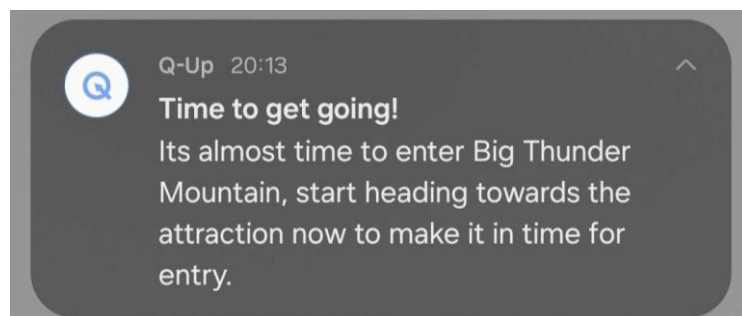 Q-Up 20:13
Time to get going!
Its almost time to enter Big Thunder
Mountain, start heading towards the
attraction now to make it in time for
entry.